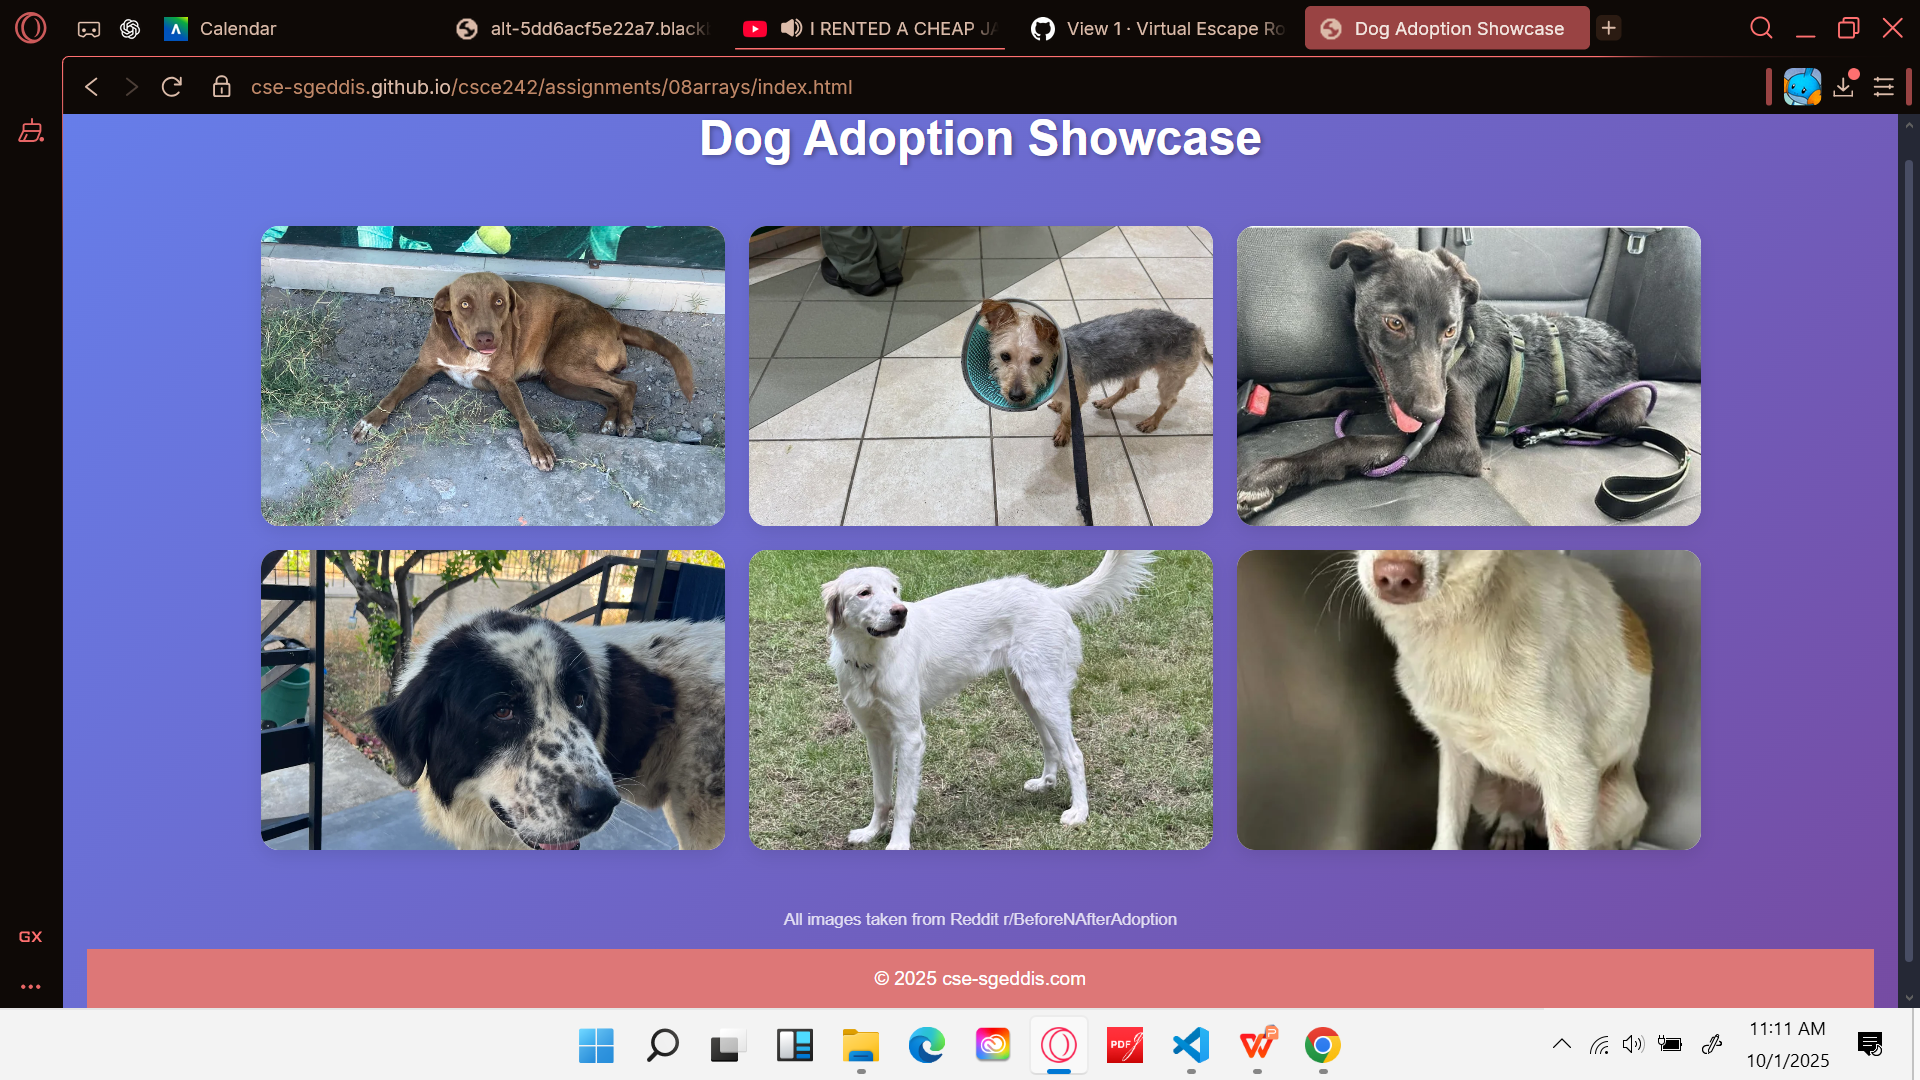 Calendar
alt-5dd6acf5e22a7.black
I RENTED A CHEAP JA
View 1 · Virtual Escape Ro
Dog Adoption Showcase
cse-sgeddis.github.io/csce242/assignments/08arrays/index.html
Dog Adoption Showcase
All images taken from Reddit r/BeforeNAfterAdoption
© 2025 cse-sgeddis.com
GX
PDF
11:11 AM
10/1/2025